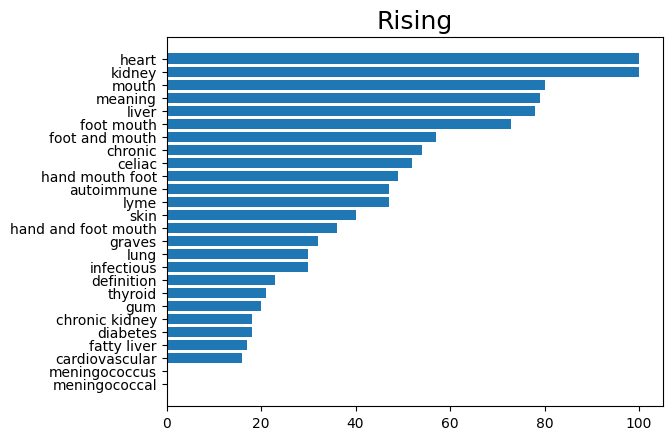 Rising
heart
kidney
mouth
meaning
liver
foot mouth
foot and mouth
chronic
celiac
hand mouth foot
autoimmune
lyme
skin
hand and foot mouth
graves
lung
infectious
definition
thyroid
gum
chronic kidney
diabetes
fatty liver
cardiovascular
meningococcus
meningococcal
0 20 40 60 80 100